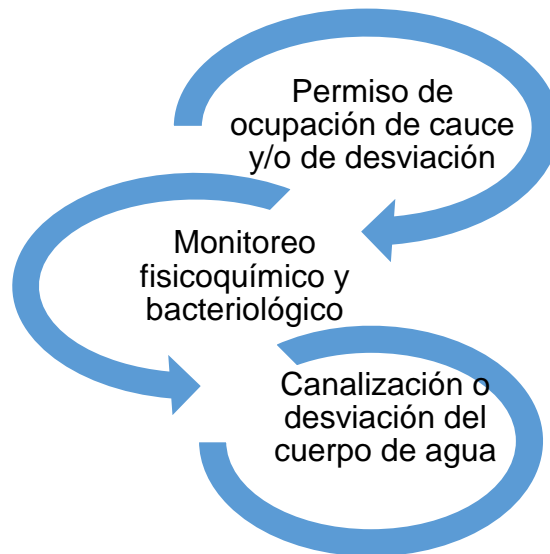 Permiso de
ocupación de cauce
y/o de desviación
Monitoreo
fisicoquímico y
bacteriológico
Canalización o
desviación del
cuerpo de agua